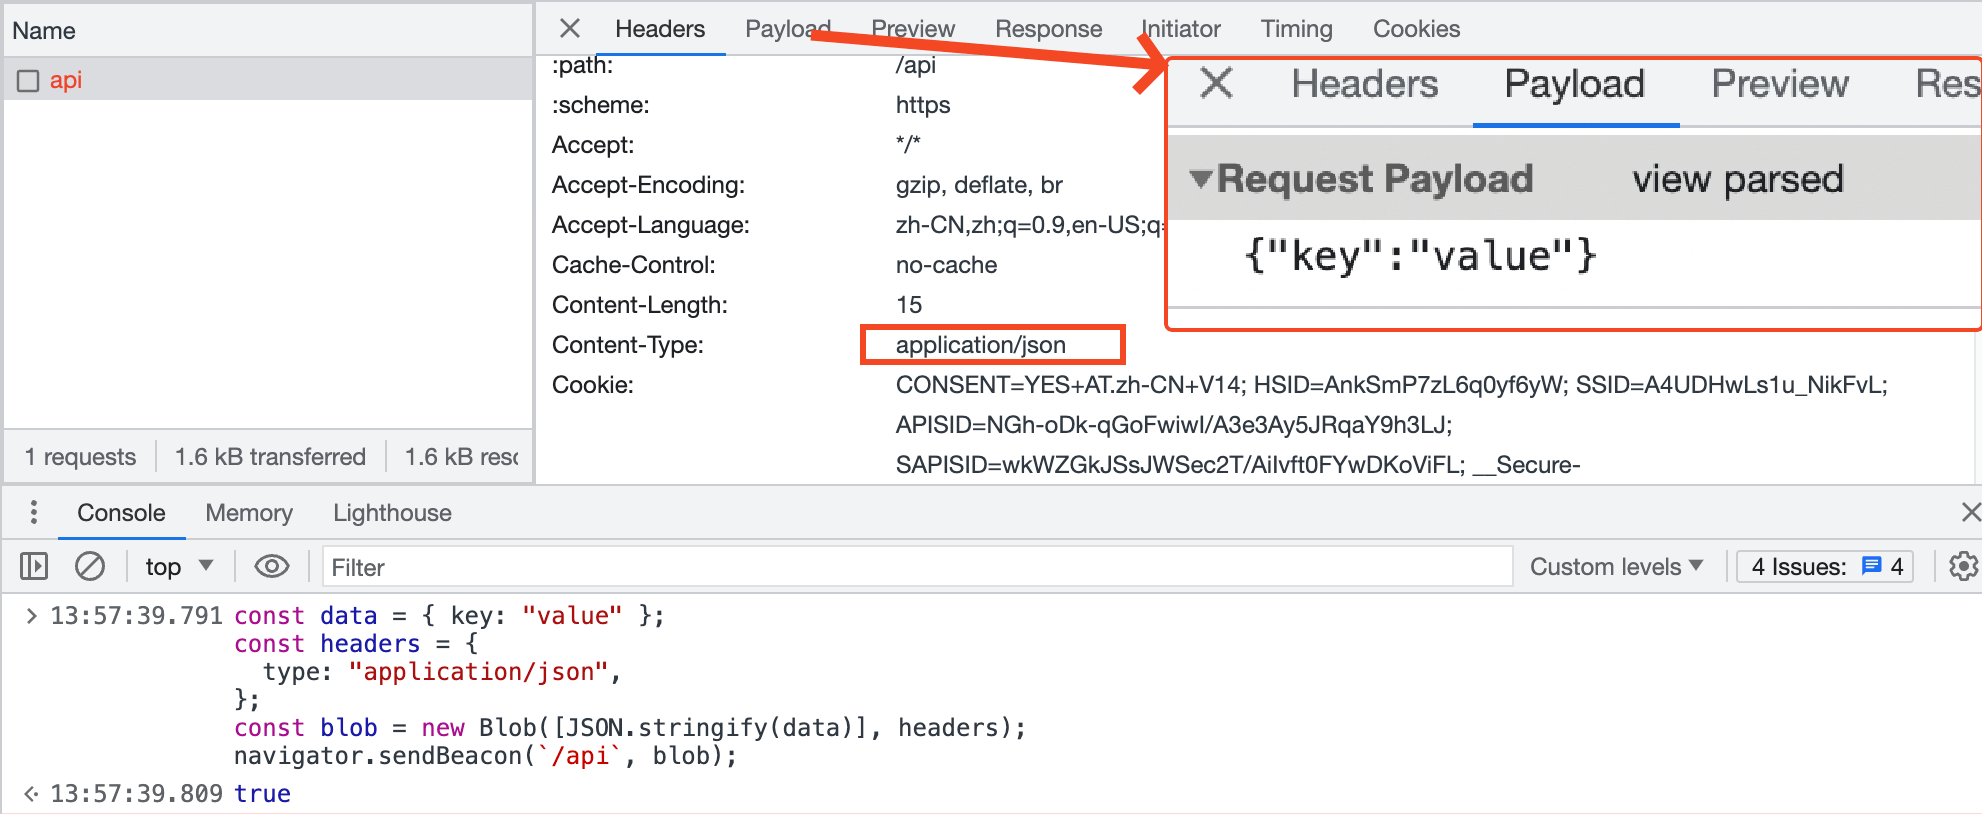 Name
api
1 requests
1.6 kB transferred
1.6 kB resc
Headers
Payload
Preview
Response
Initiator
Timing
Cookies
:path: /api
:scheme: https
Accept: */*
Accept-Encoding: gzip, deflate, br
Accept-Language: zh-CN,zh;q=0.9,en-US;q=
Cache-Control: no-cache
Content-Length: 15
Content-Type: application/json
Cookie: CONSENT=YES+AT.zh-CN+V14; HSID=AnkSmP7zL6q0yf6yW; SSID=A4UDHwLs1u_NikFvL;
APISID=NGh-oDk-qGoFwiwI/A3e3Ay5JRqaY9h3LJ;
SAPISID=wkWZGkJSsJWSec2T/AiIvft0FYwDKoViFL; __Secure-
Headers
Payload
Preview
Res
Request Payload view parsed
{"key":"value"}
Console
Memory
Lighthouse
top
Filter
Custom levels
4 Issues: 4
13:57:39.791 const data = { key: "value" };
const headers = {
type: "application/json",
};
const blob = new Blob([JSON.stringify(data)], headers);
navigator.sendBeacon(`/api`, blob);
13:57:39.809 true